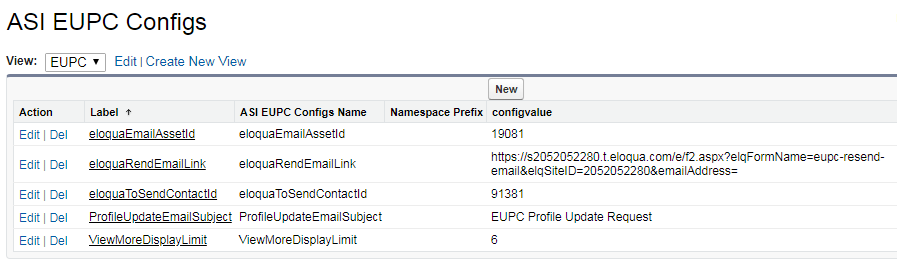 ASI EUPC Configs
View: EUPC ▼ Edit | Create New View
New
Action Label ↑ ASI EUPC Configs Name Namespace Prefix configvalue
Edit | Del eloquaEmailAssetId eloquaEmailAssetId 19081
Edit | Del eloquaRendEmailLink eloquaRendEmailLink https://s2052052280.t.eloqua.com/e/f2.aspx?elqFormName=eupc-resend-
email&elqSiteID=2052052280&emailAddress=
Edit | Del eloquaToSendContactId eloquaToSendContactId 91381
Edit | Del ProfileUpdateEmailSubject ProfileUpdateEmailSubject EUPC Profile Update Request
Edit | Del ViewMoreDisplayLimit ViewMoreDisplayLimit 6